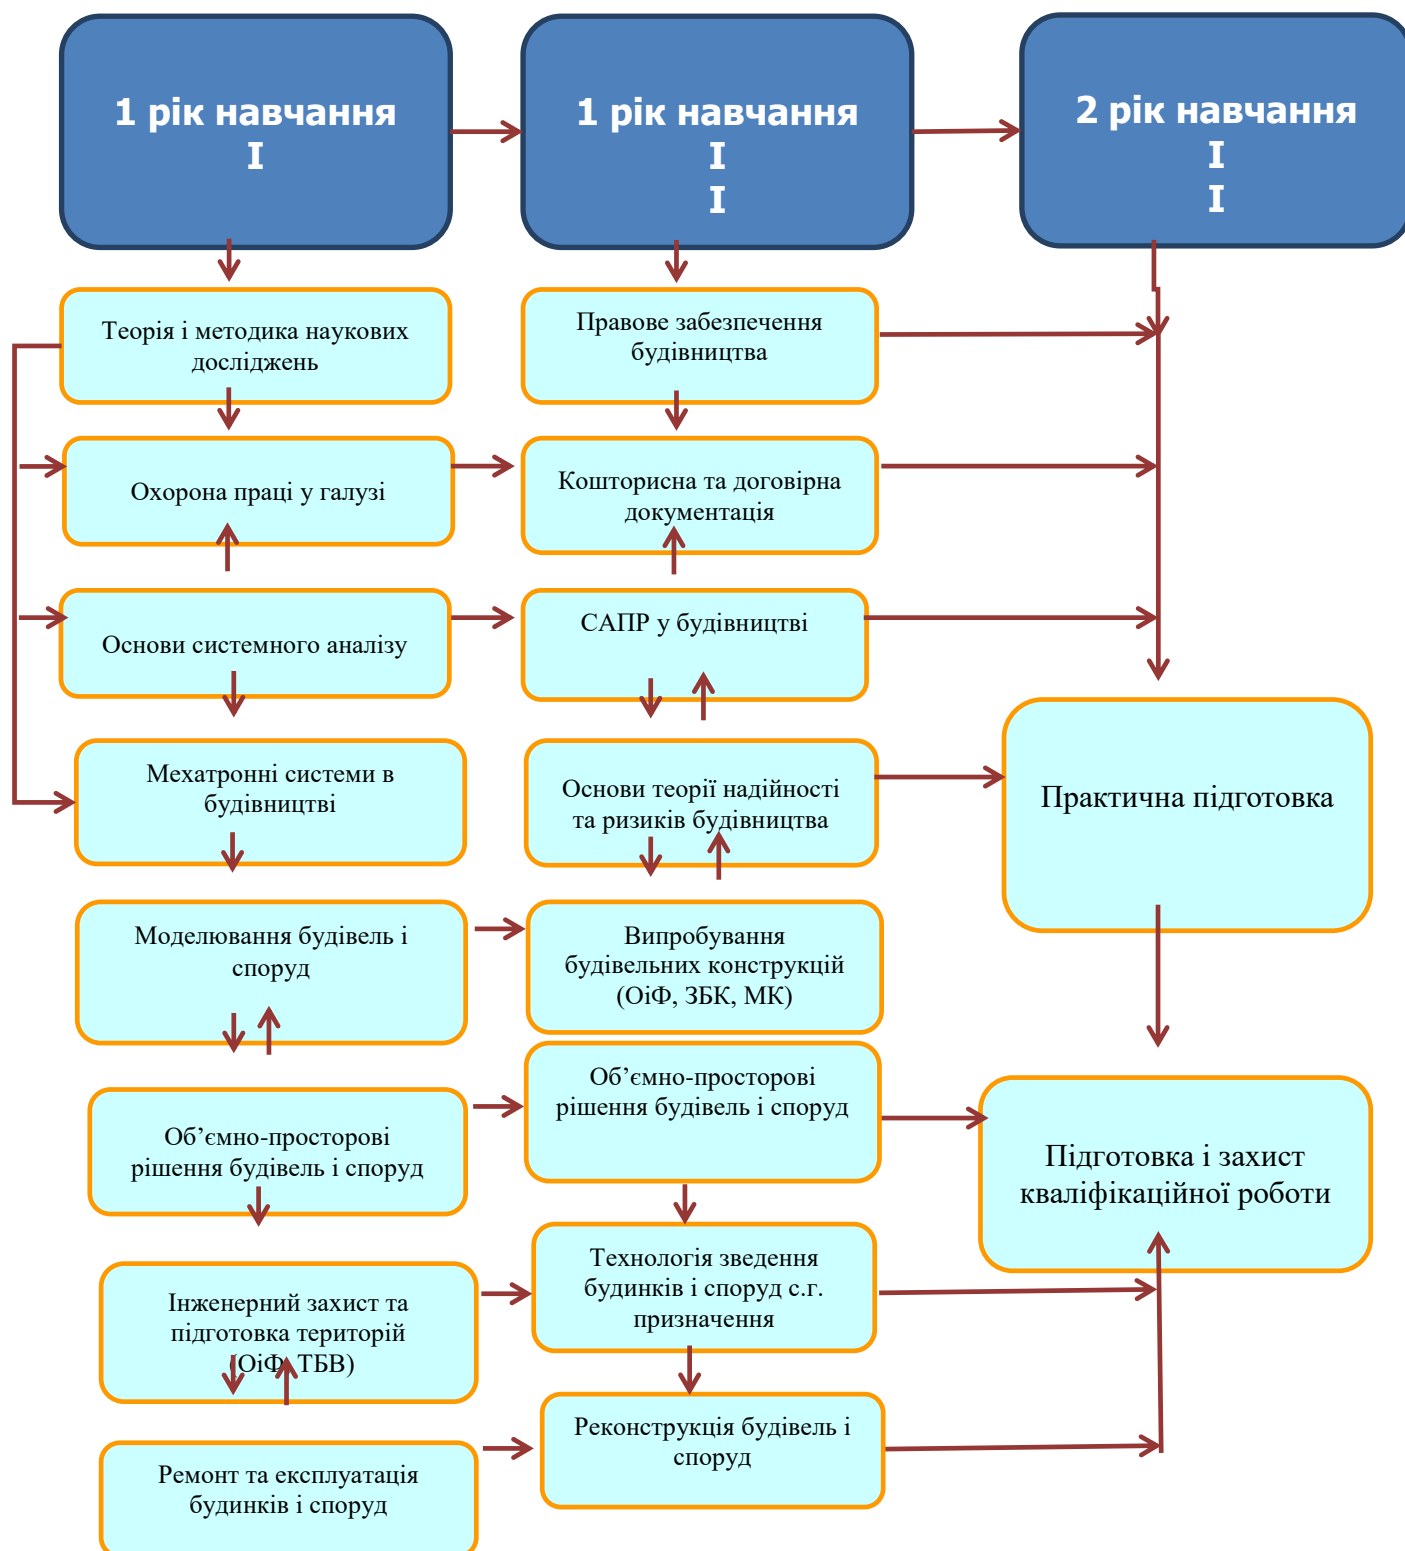 1 рік навчання
I
1 рік навчання
I
I
2 рік навчання
I
I
Теорія і методика наукових
досліджень
Охорона праці у галузі
Основи системного аналізу
Мехатронні системи в
будівництві
Моделювання будівель і
споруд
Об’ємно-просторові
рішення будівель і споруд
Інженерний захист та
підготовка територій
(ОіФ, ТБВ)
Ремонт та експлуатація
будинків і споруд
Правове забезпечення
будівництва
Кошторисна та договірна
документація
САПР у будівництві
Основи теорії надійності
та ризиків будівництва
Випробування
будівельних конструкцій
(ОіФ, ЗБК, МК)
Об’ємно-просторові
рішення будівель і споруд
Технологія зведення
будинків і споруд с.г.
призначення
Реконструкція будівель і
споруд
Практична підготовка
Підготовка і захист
кваліфікаційної роботи